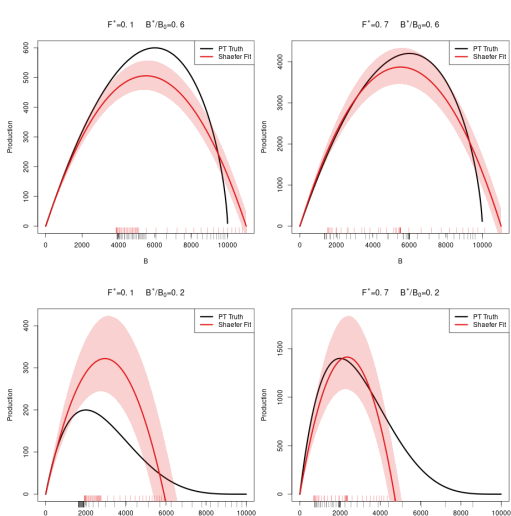 F*=0.1 B*/B0=0.6
PT Truth
Shaefer Fit
Production
0 100 200 300 400 500 600
0 2000 4000 6000 8000 10000
B
F*=0.7 B*/B0=0.6
PT Truth
Shaefer Fit
Production
0 1000 2000 3000 4000
0 2000 4000 6000 8000 10000
B
F*=0.1 B*/B0=0.2
PT Truth
Shaefer Fit
Production
0 100 200 300 400
0 2000 4000 6000 8000 10000
F*=0.7 B*/B0=0.2
PT Truth
Shaefer Fit
Production
0 500 1000 1500
0 2000 4000 6000 8000 10000